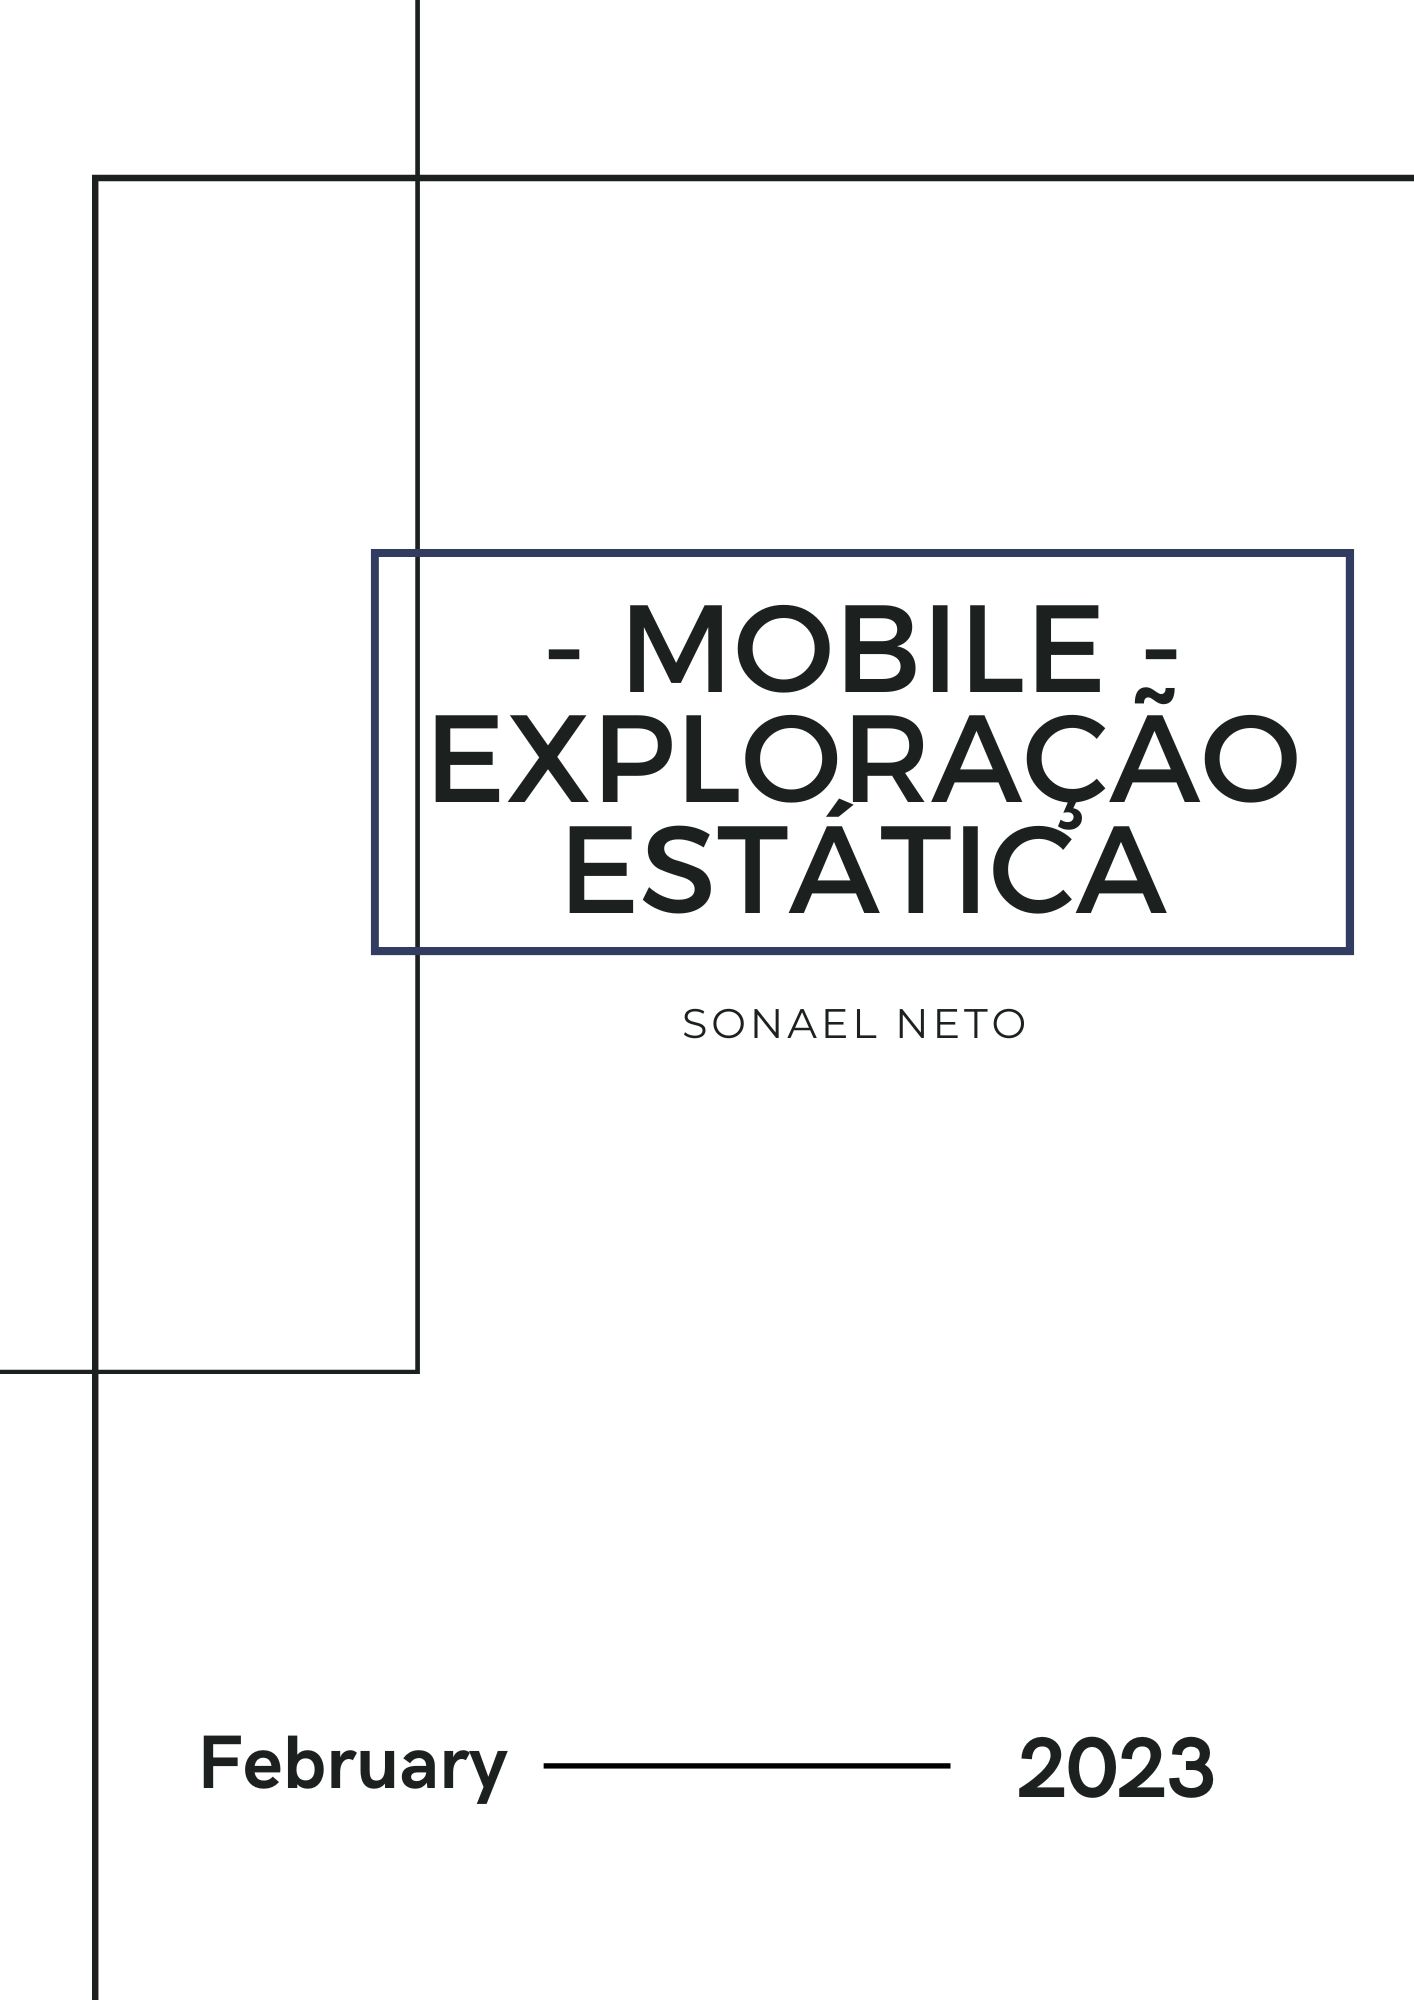 - MOBILE -
EXPLORAÇÃO
ESTÁTICA
SONAEL NETO
February
2023